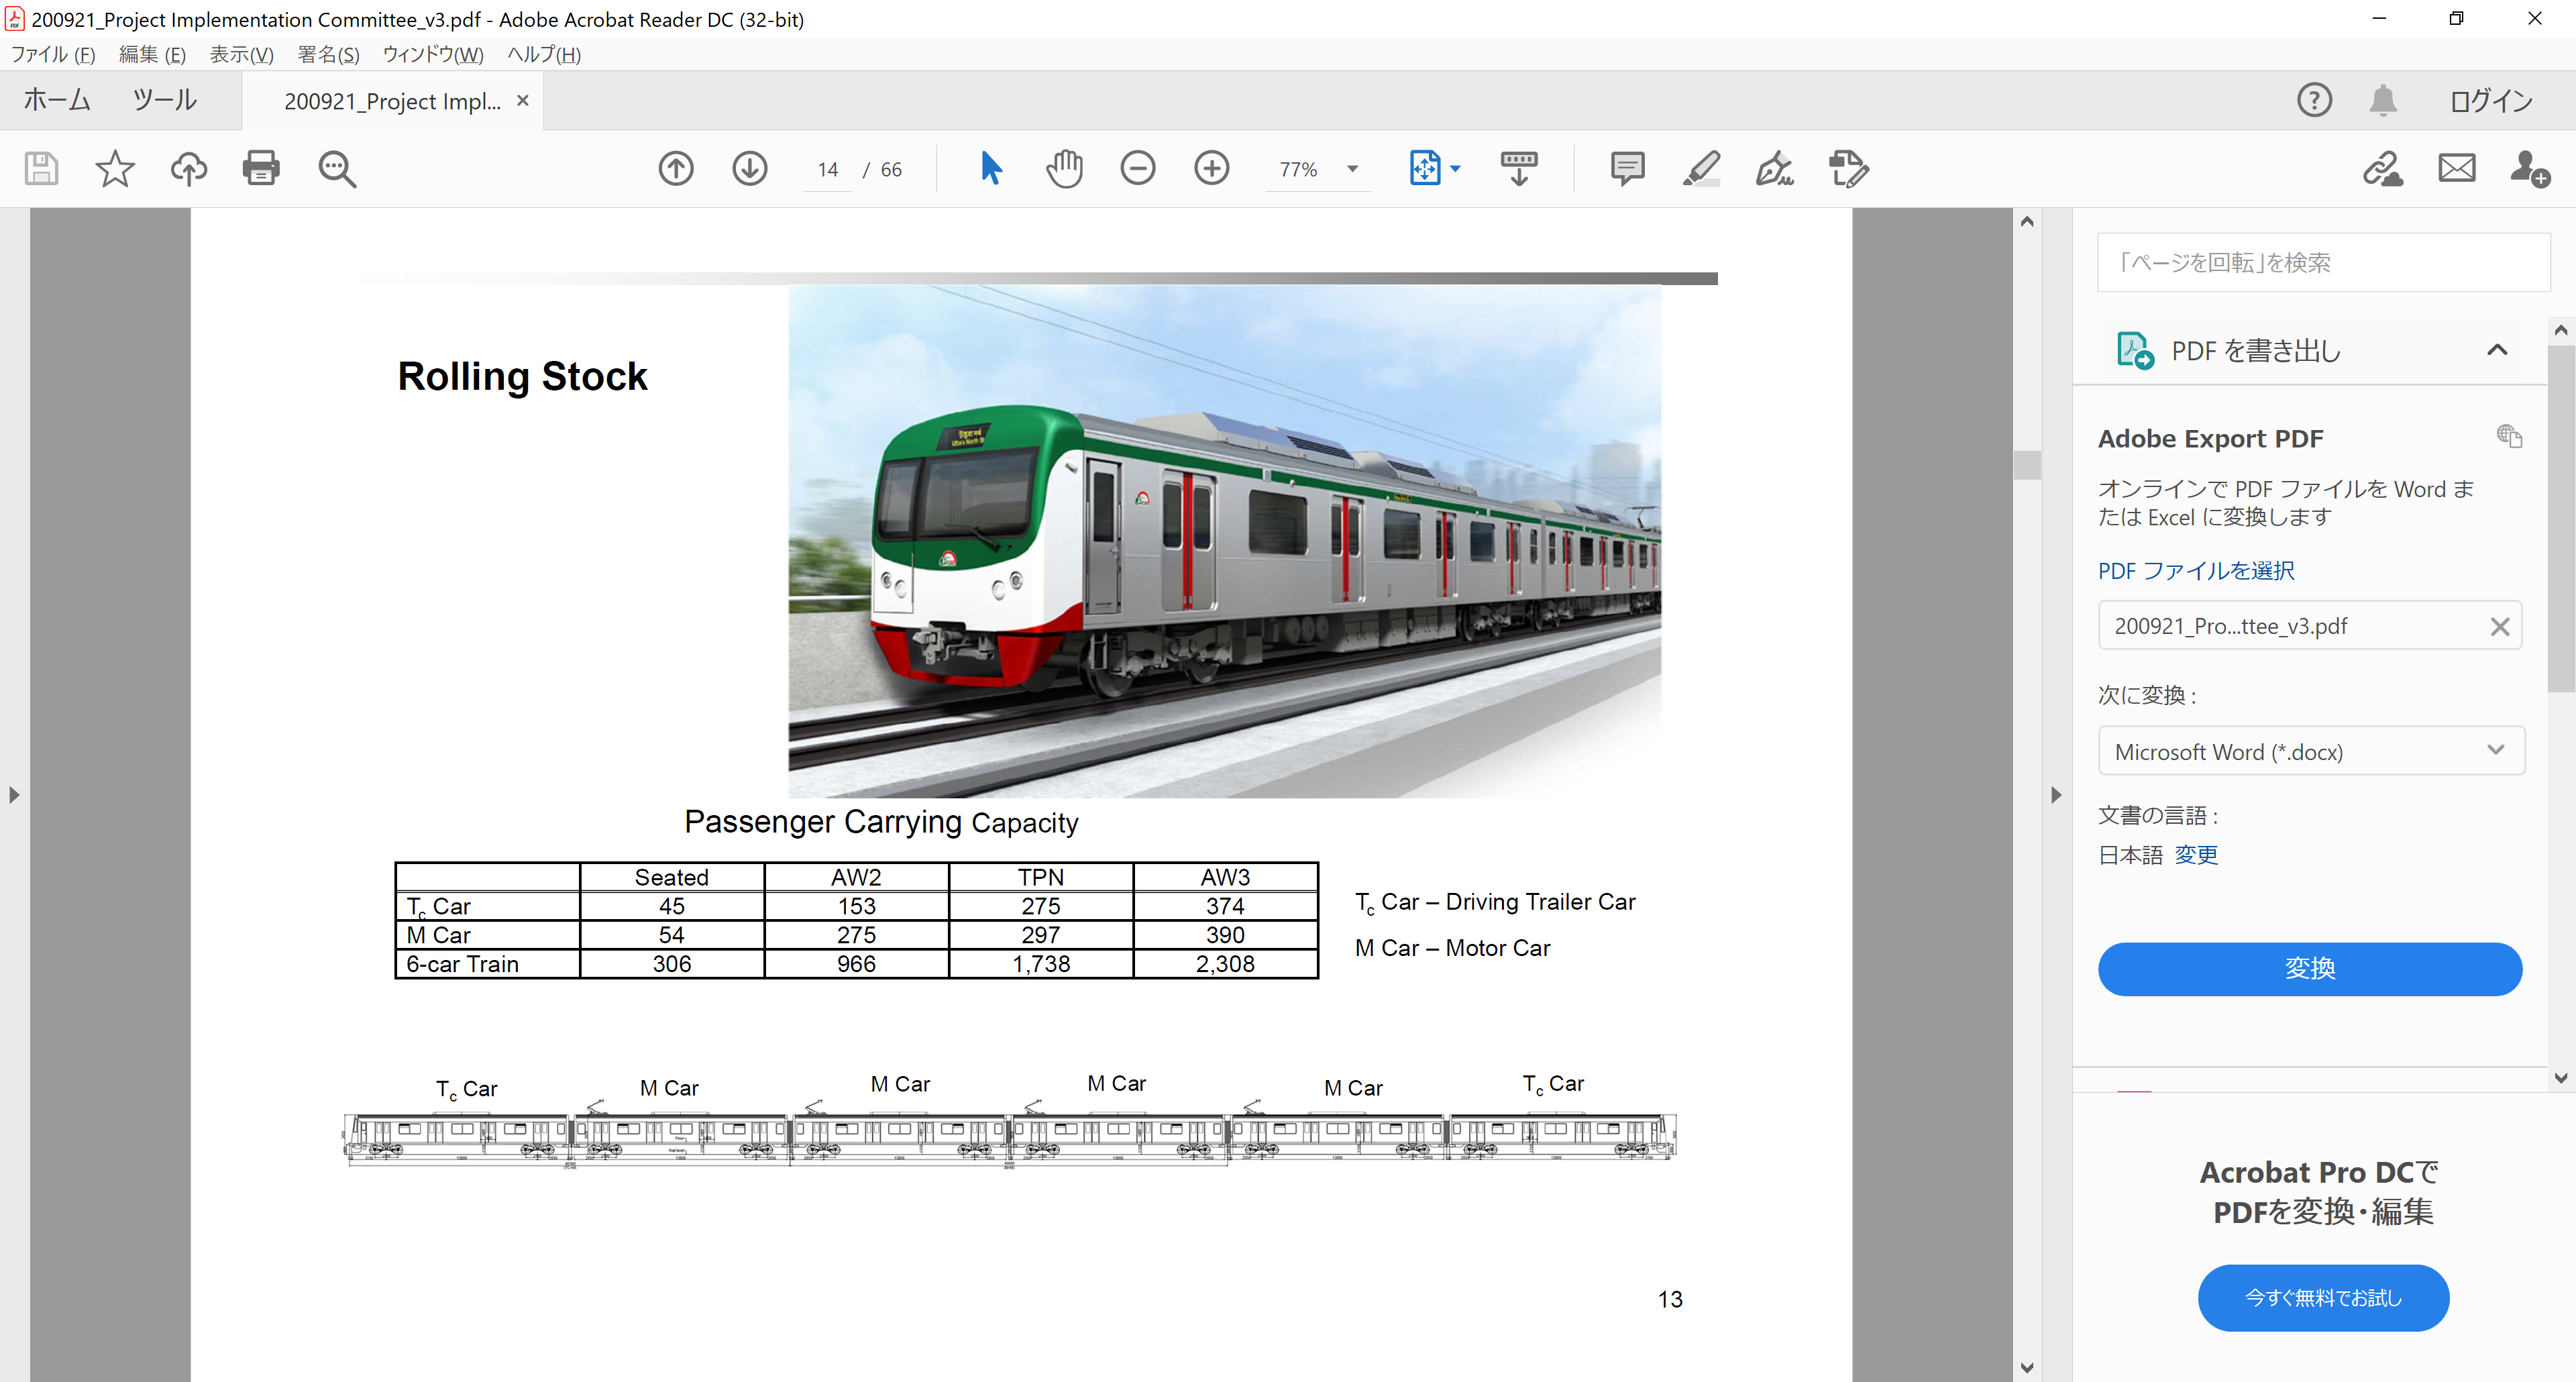 200921_Project Implementation Committee_v3.pdf - Adobe Acrobat Reader DC (32-bit)
ファイル (F) 編集 (E) 表示(V) 署名(S) ウィンドウ(W) ヘルプ(H)
ホーム ツール 200921_Project Impl... ログイン
14 / 66 77%
Rolling Stock
Passenger Carrying Capacity
Seated AW2 TPN AW3
Tc Car 45 153 275 374
M Car 54 275 297 390
6-car Train 306 966 1,738 2,308
Tc Car – Driving Trailer Car
M Car – Motor Car
Tc Car M Car M Car M Car M Car Tc Car
13
「ページを回転」を検索
PDF を書き出し
Adobe Export PDF
オンラインで PDF ファイルを Word ま
たは Excel に変換します
PDF ファイルを選択
200921_Pro...ttee_v3.pdf
次に変換 :
Microsoft Word (*.docx)
文書の言語 :
日本語 変更
変換
Acrobat Pro DCで
PDFを変換・編集
今すぐ無料でお試し